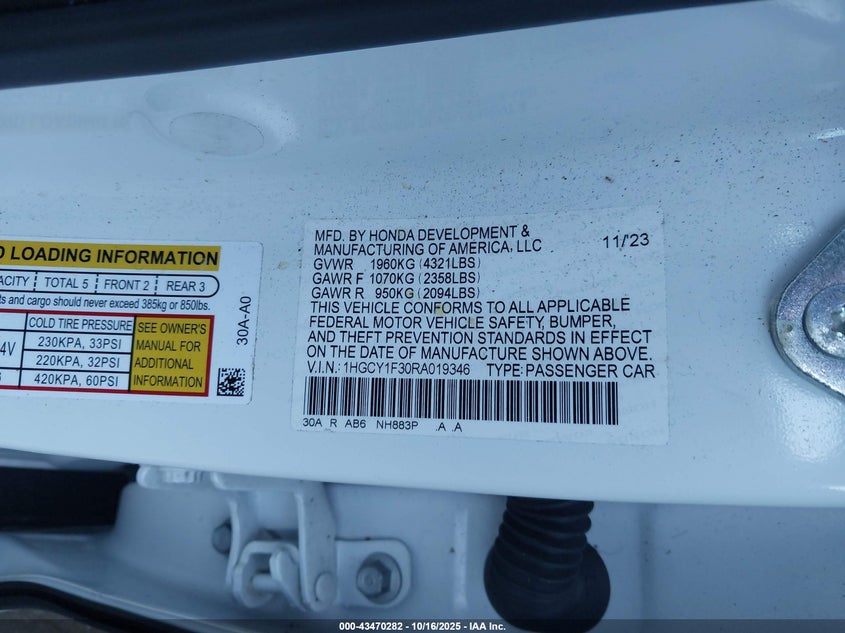 D LOADING INFORMATION
ACITY TOTAL 5 FRONT 2 REAR 3
ts and cargo should never exceed 385kg or 850lbs.
COLD TIRE PRESSURE
4V 230KPA, 33PSI
220KPA, 32PSI
420KPA, 60PSI
SEE OWNER'S
MANUAL FOR
ADDITIONAL
INFORMATION
30A-A0
MFD. BY HONDA DEVELOPMENT &
MANUFACTURING OF AMERICA, LLC 11/23
GVWR 1960KG (4321LBS)
GAWR F 1070KG (2358LBS)
GAWR R 950KG (2094LBS)
THIS VEHICLE CONFORMS TO ALL APPLICABLE
FEDERAL MOTOR VEHICLE SAFETY, BUMPER,
AND THEFT PREVENTION STANDARDS IN EFFECT
ON THE DATE OF MANUFACTURE SHOWN ABOVE.
V.I.N.: 1HGCY1F30RA019346 TYPE: PASSENGER CAR
30A R AB6 NH883P .A .A
000-43470282 - 10/16/2025 - IAA Inc.